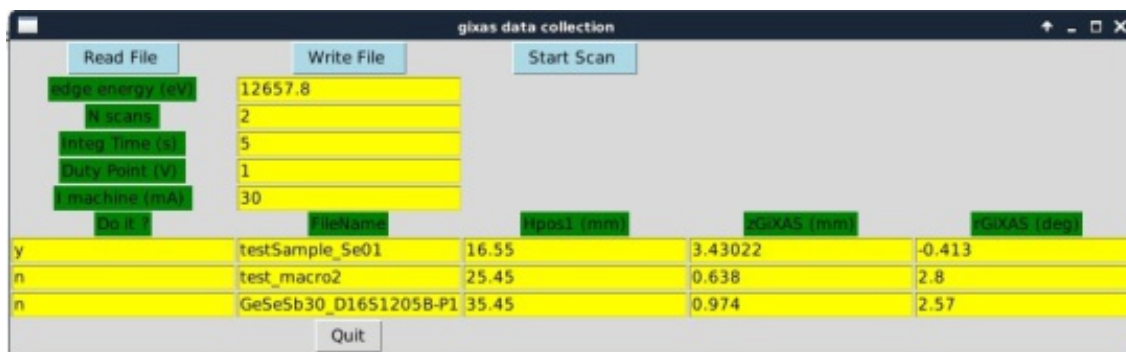 gixas data collection
Read File Write File Start Scan
edge energy (eV) 12657.8
N scans 2
Integ Time (s) 5
Duty Point (V) 1
I machine (mA) 30
Do it ? FileName Hpos1 (mm) zGiXAS (mm) rGiXAS (deg)
y testSample_Se01 16.55 3.43022 -0.413
n test_macro2 25.45 0.638 2.8
n GeSeSb30_D16S1205B-P1 35.45 0.974 2.57
Quit